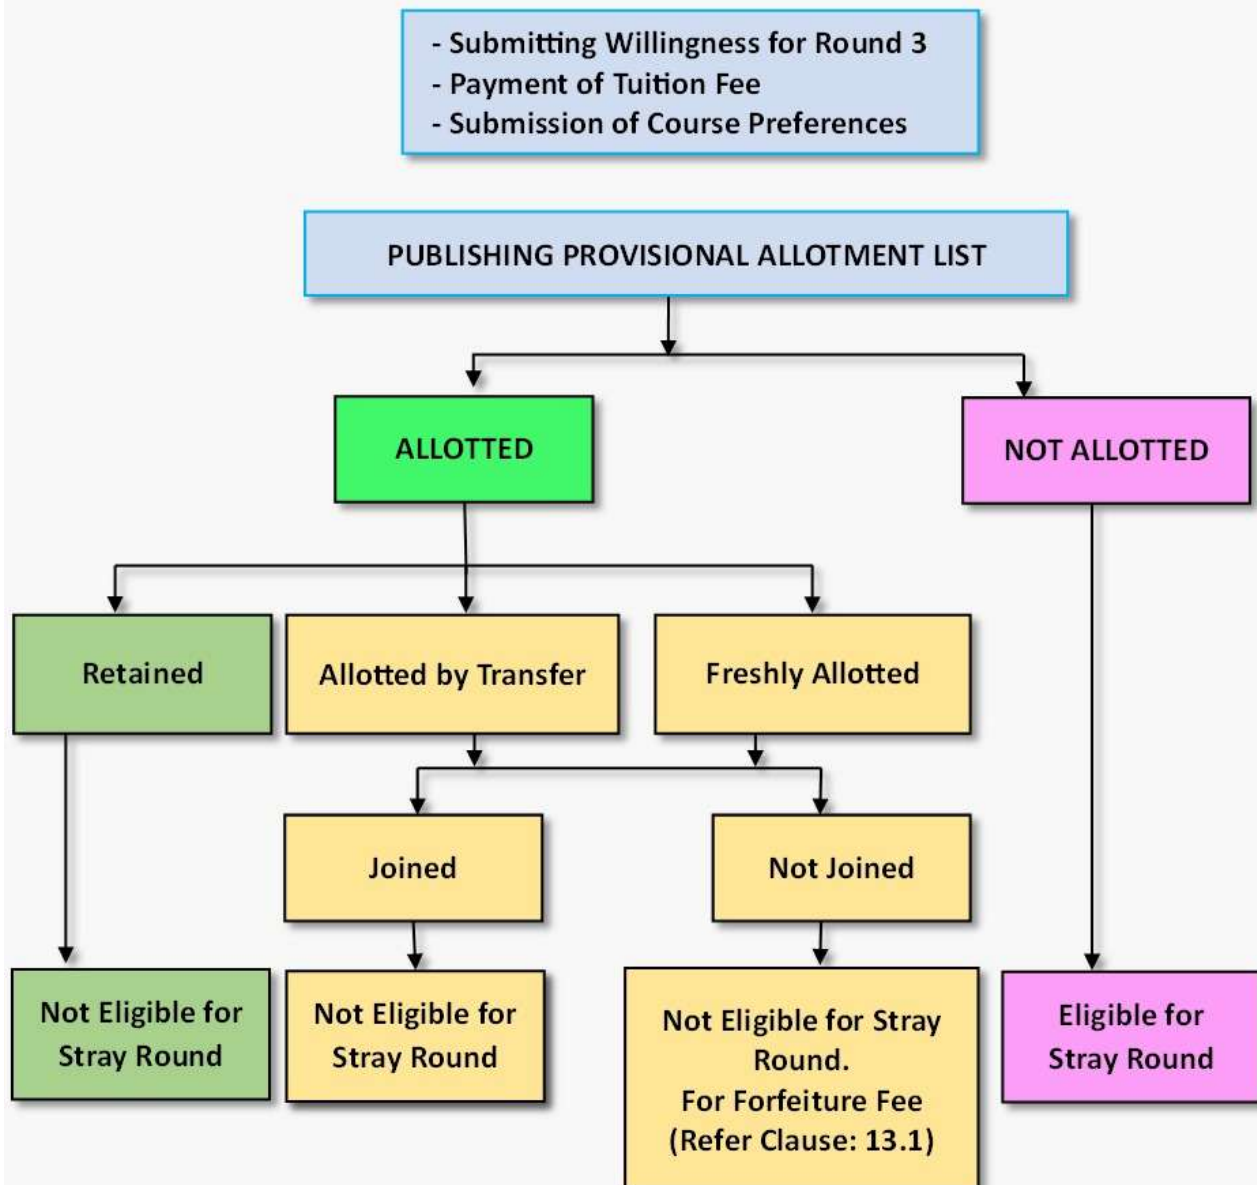 - Submitting Willingness for Round 3
- Payment of Tuition Fee
- Submission of Course Preferences
PUBLISHING PROVISIONAL ALLOTMENT LIST
ALLOTTED
NOT ALLOTTED
Retained
Allotted by Transfer
Freshly Allotted
Joined
Not Joined
Not Eligible for
Stray Round
Not Eligible for
Stray Round
Not Eligible for Stray
Round.
For Forfeiture Fee
(Refer Clause: 13.1)
Eligible for
Stray Round